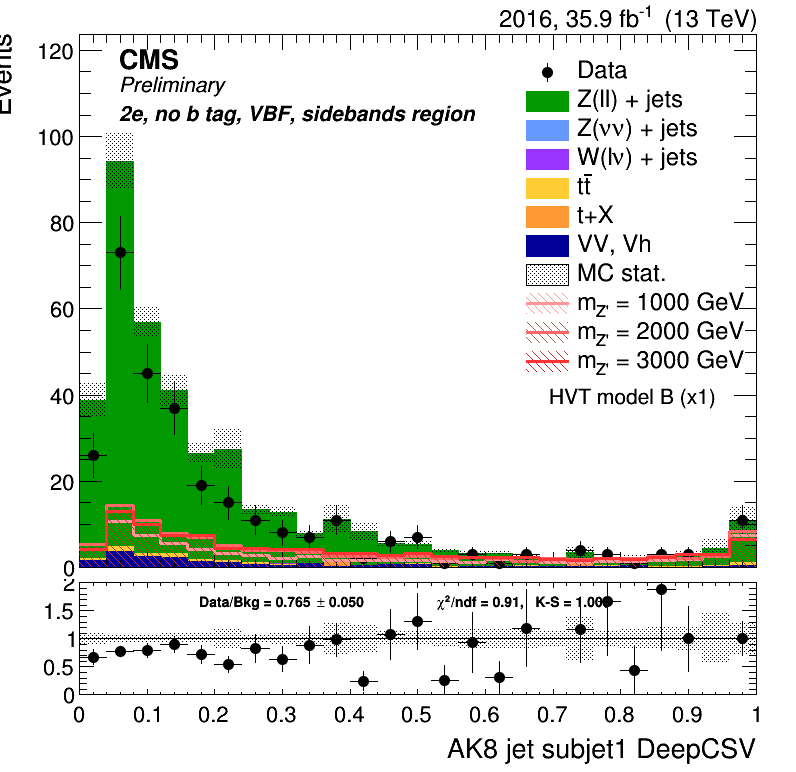 2016, 35.9 fb⁻¹ (13 TeV)
Events
120
100
80
60
40
20
0
CMS
Preliminary
2e, no b tag, VBF, sidebands region
Data
Z(ll) + jets
Z(νν) + jets
W(lν) + jets
tt̄
t+X
VV, Vh
MC stat.
m_Z' = 1000 GeV
m_Z' = 2000 GeV
m_Z' = 3000 GeV
HVT model B (x1)
2
1.5
1
0.5
0
Data/Bkg = 0.765 ± 0.050
χ²/ndf = 0.91, K-S = 1.000
0 0.1 0.2 0.3 0.4 0.5 0.6 0.7 0.8 0.9 1
AK8 jet subjet1 DeepCSV